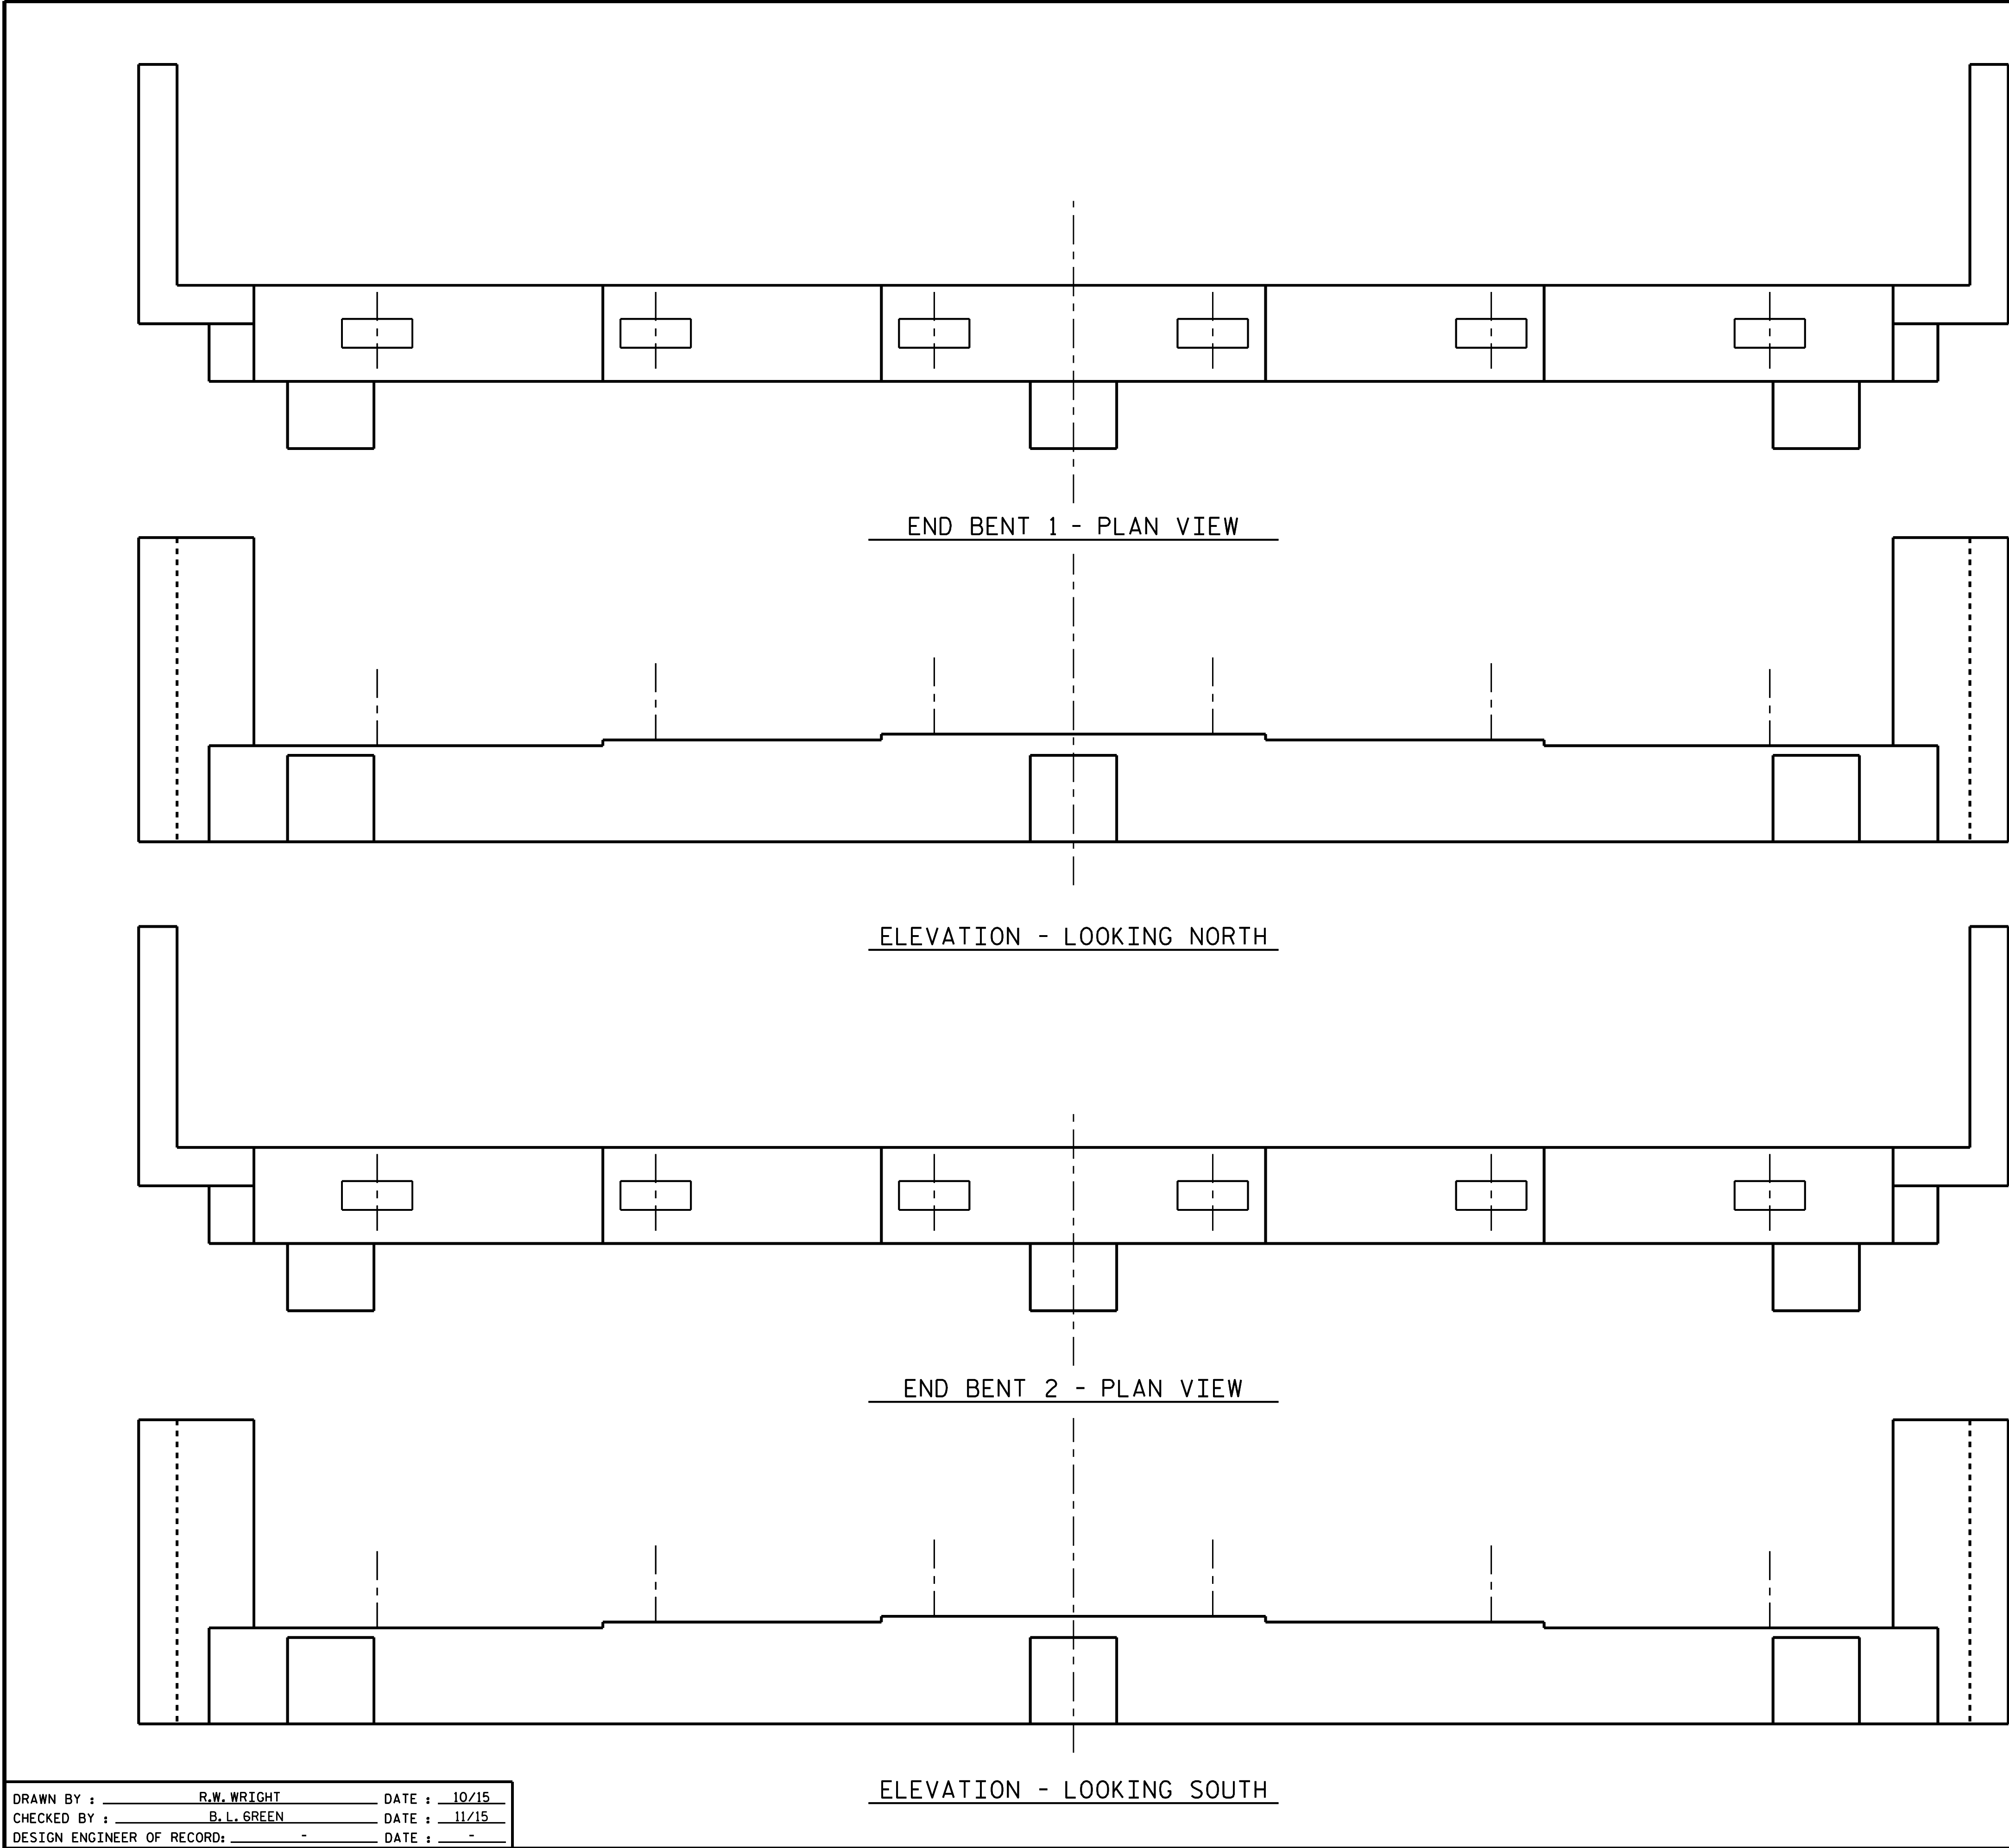 END BENT 1 - PLAN VIEW
ELEVATION - LOOKING NORTH
END BENT 2 - PLAN VIEW
ELEVATION - LOOKING SOUTH
DRAWN BY : R.W. WRIGHT DATE : 10/15
CHECKED BY : B. L. GREEN DATE : 11/15
DESIGN ENGINEER OF RECORD: - DATE : -